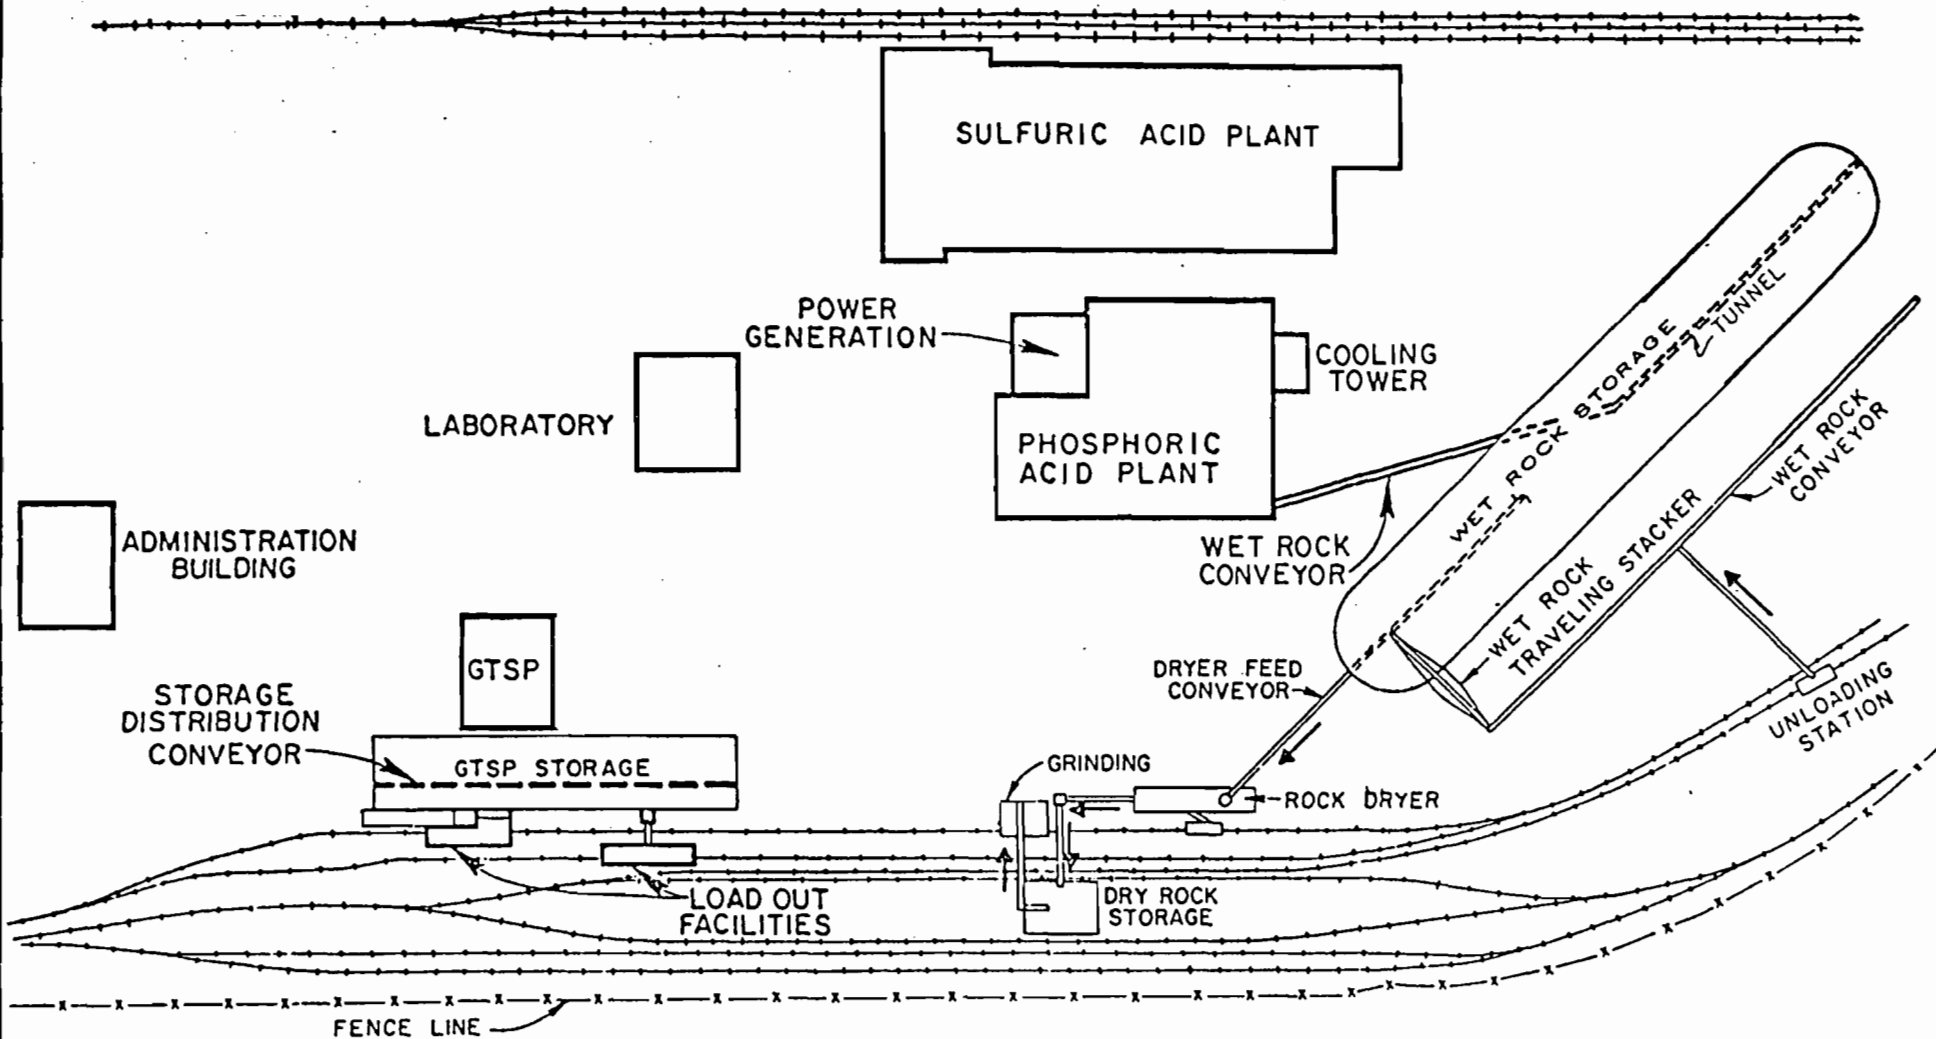 SULFURIC ACID PLANT
POWER
GENERATION
COOLING
TOWER
LABORATORY
PHOSPHORIC
ACID PLANT
WET ROCK STORAGE
TUNNEL
WET ROCK
CONVEYOR
WET ROCK
CONVEYOR
WET ROCK
TRAVELING STACKER
ADMINISTRATION
BUILDING
GTSP
STORAGE
DISTRIBUTION
CONVEYOR
GTSP STORAGE
DRYER FEED
CONVEYOR
UNLOADING
STATION
GRINDING
ROCK DRYER
LOAD OUT
FACILITIES
DRY ROCK
STORAGE
FENCE LINE